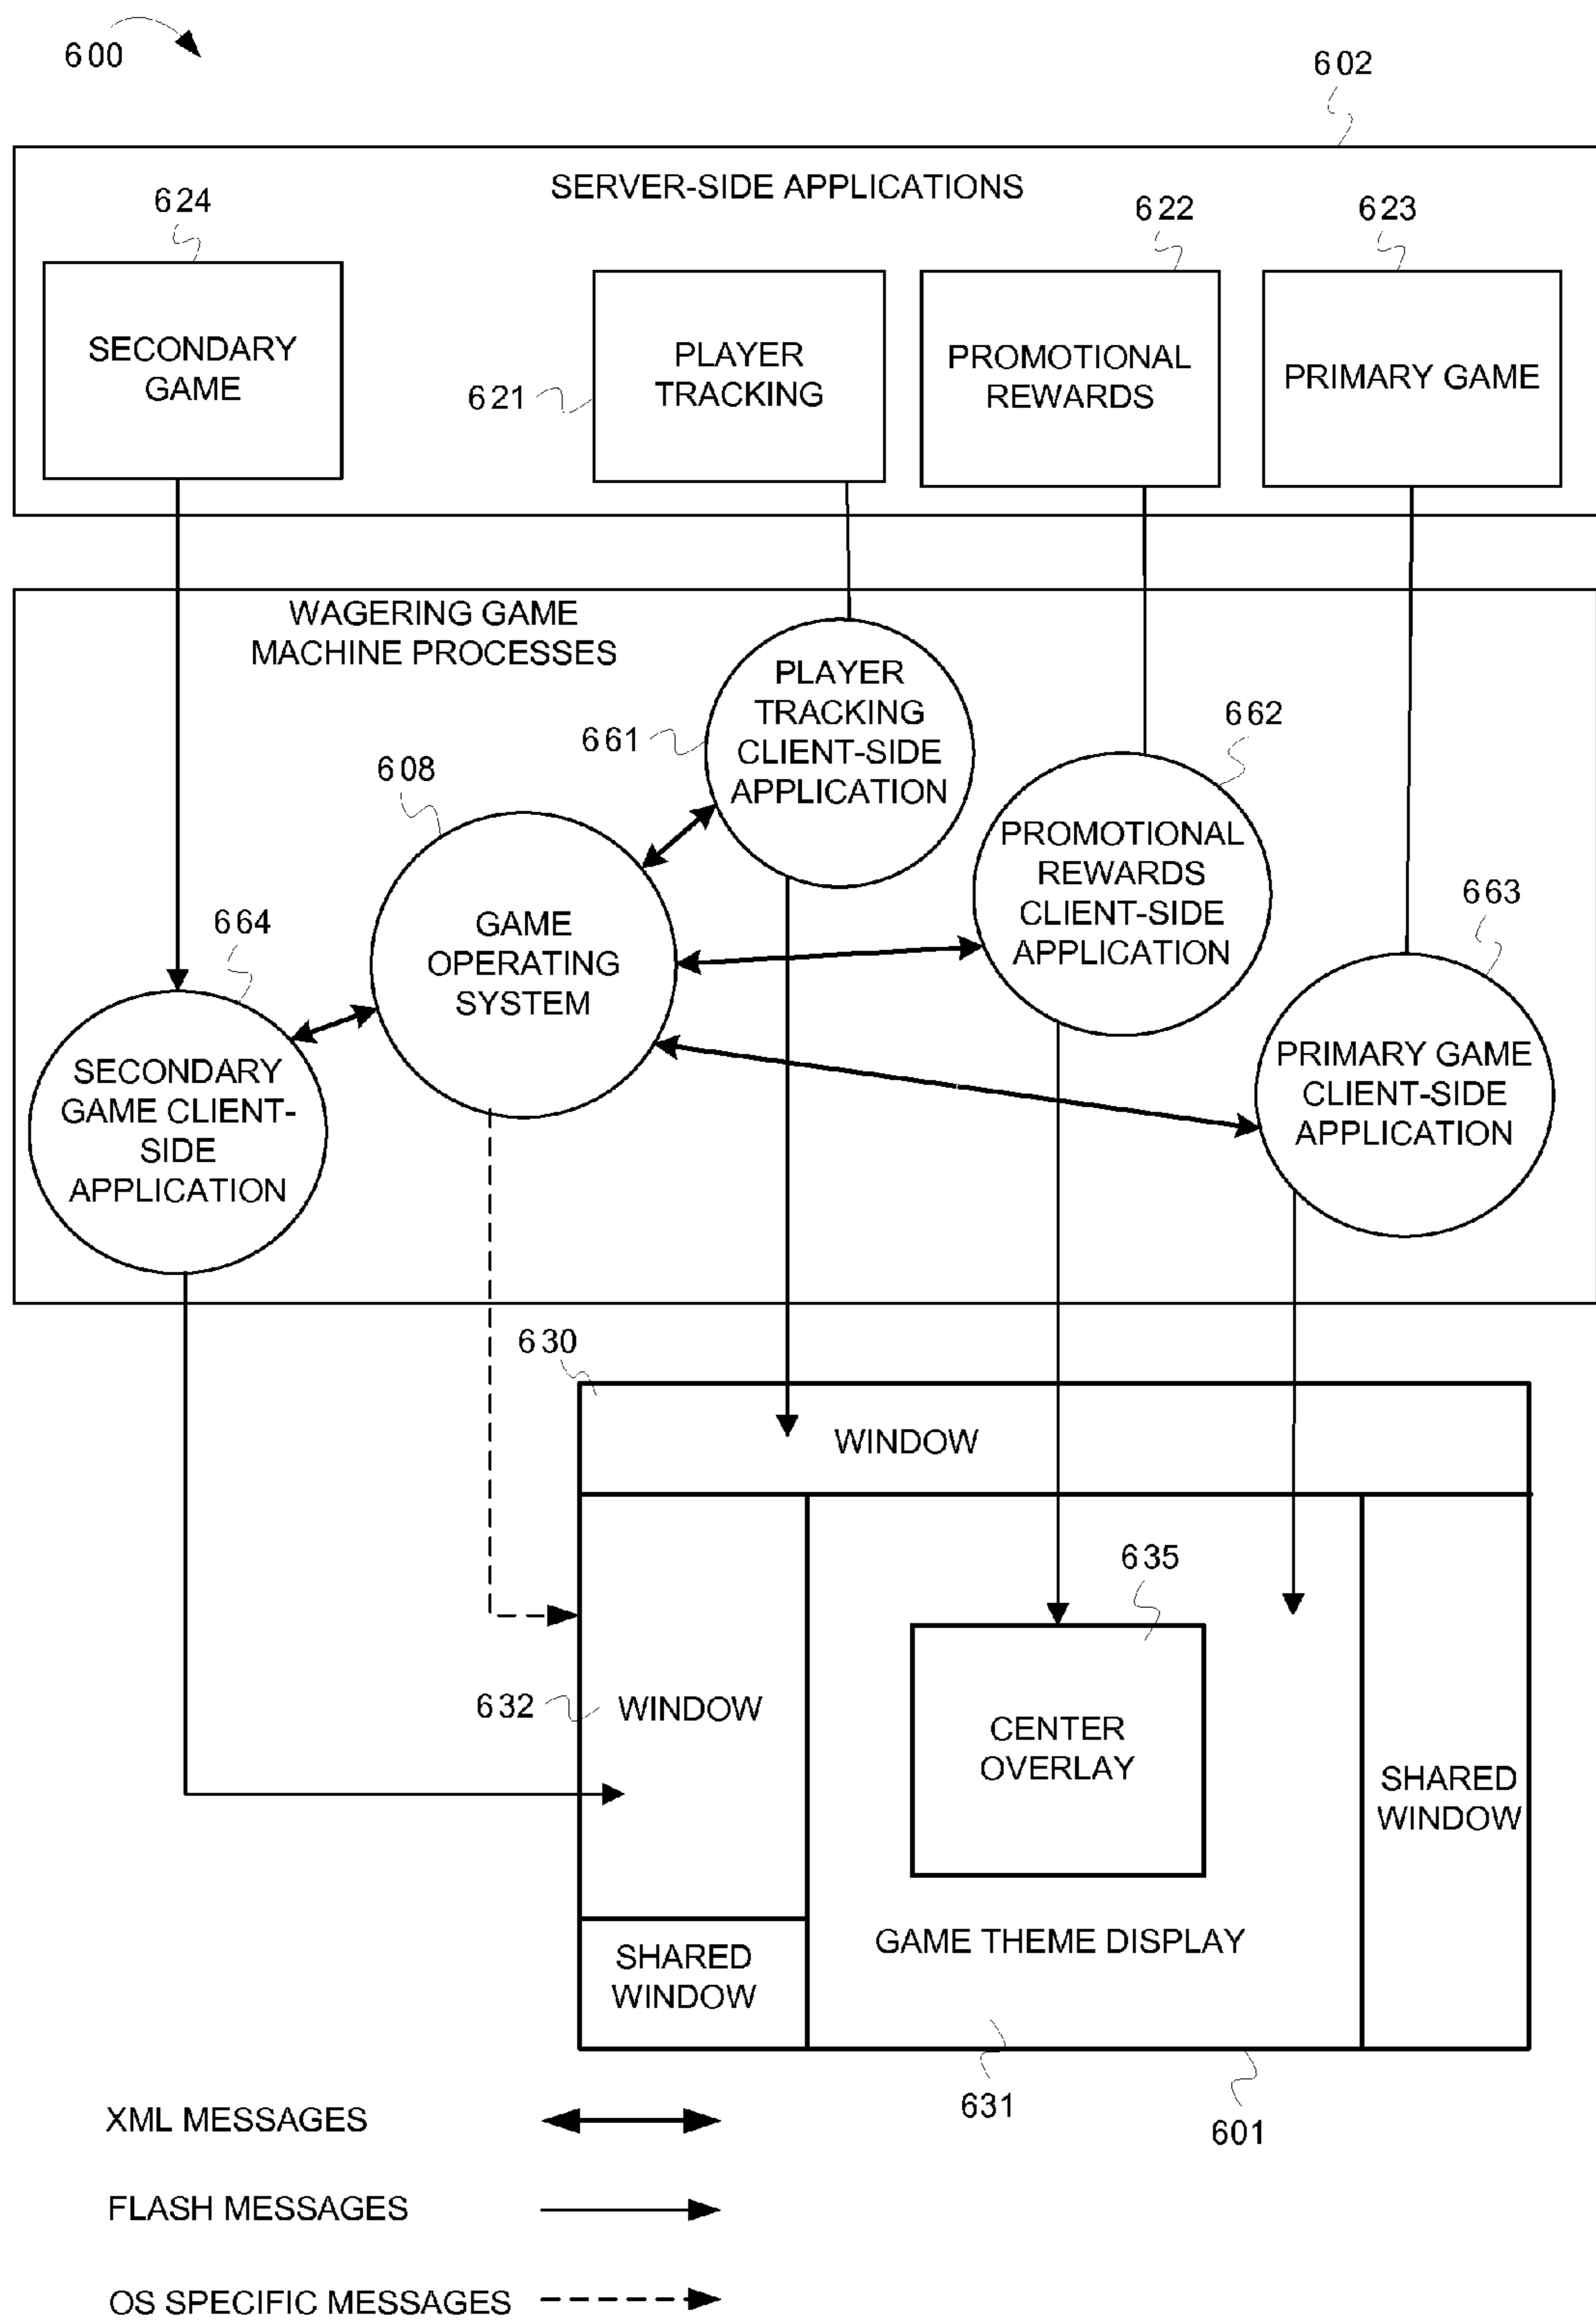 600
602
SERVER-SIDE APPLICATIONS
624
622
623
SECONDARY
GAME
621
PLAYER
TRACKING
PROMOTIONAL
REWARDS
PRIMARY GAME
WAGERING GAME
MACHINE PROCESSES
661
PLAYER
TRACKING
CLIENT-SIDE
APPLICATION
662
608
PROMOTIONAL
REWARDS
CLIENT-SIDE
APPLICATION
663
664
GAME
OPERATING
SYSTEM
SECONDARY
GAME CLIENT-
SIDE
APPLICATION
PRIMARY GAME
CLIENT-SIDE
APPLICATION
630
WINDOW
635
632
WINDOW
CENTER
OVERLAY
SHARED
WINDOW
SHARED
WINDOW
GAME THEME DISPLAY
631
601
XML MESSAGES
FLASH MESSAGES
OS SPECIFIC MESSAGES